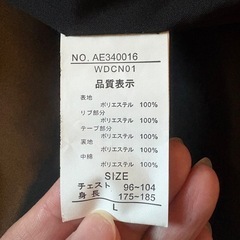 NO. AE340016
WDCN01
品質表示
表地
ポリエステル 100%
リブ部分
ポリエステル 100%
テープ部分
ポリエステル 100%
裏地
ポリエステル 100%
中綿
ポリエステル 100%
SIZE
チェスト 96~104
身長 175~185
L